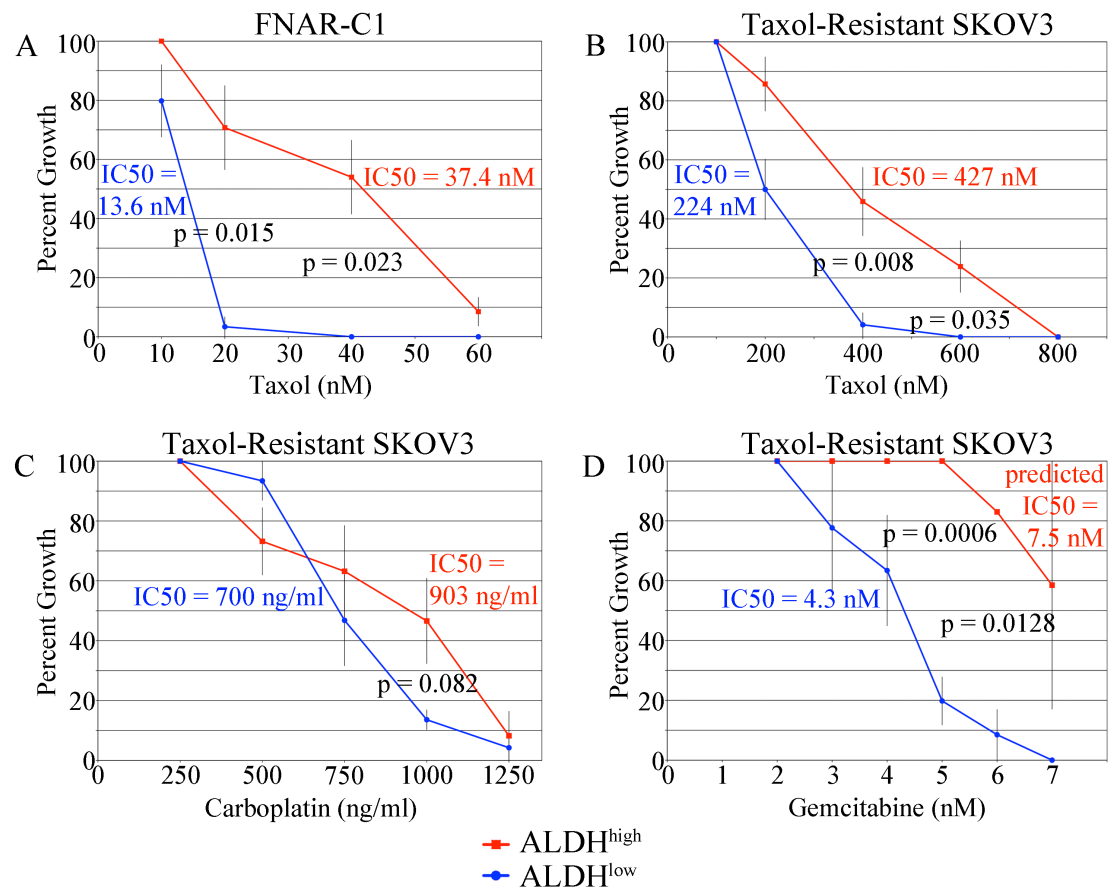 A
FNAR-C1
Percent Growth
100
80
60
40
20
0
IC50 =
13.6 nM
IC50 = 37.4 nM
p = 0.015
p = 0.023
0 10 20 30 40 50 60
Taxol (nM)
B
Taxol-Resistant SKOV3
Percent Growth
100
80
60
40
20
0
IC50 =
224 nM
IC50 = 427 nM
p = 0.008
p = 0.035
0 200 400 600 800
Taxol (nM)
C
Taxol-Resistant SKOV3
Percent Growth
100
80
60
40
20
0
IC50 = 700 ng/ml
IC50 =
903 ng/ml
p = 0.082
0 250 500 750 1000 1250
Carboplatin (ng/ml)
D
Taxol-Resistant SKOV3
Percent Growth
100
80
60
40
20
0
predicted
IC50 =
7.5 nM
p = 0.0006
IC50 = 4.3 nM
p = 0.0128
0 1 2 3 4 5 6 7
Gemcitabine (nM)
ALDHhigh
ALDHlow